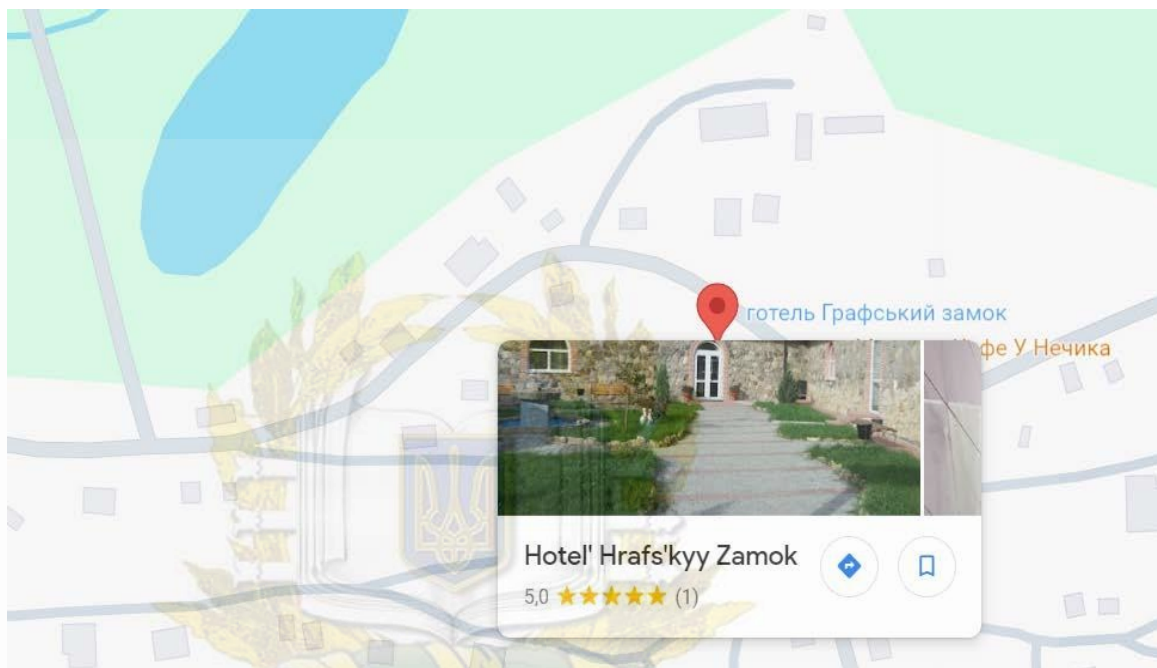 готель Графський замок
фе У Нечика
Hotel' Hrafs'kyy Zamok
5,0 (1)